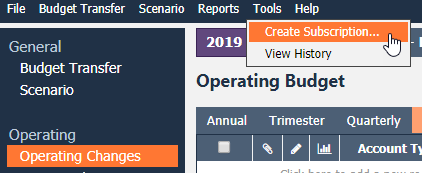 File Budget Transfer Scenario Reports Tools Help
Create Subscription...
View History
General
Budget Transfer
Scenario
Operating
Operating Changes
2019
Operating Budget
Annual Trimester Quarterly
Account Ty
Click here to add a new re